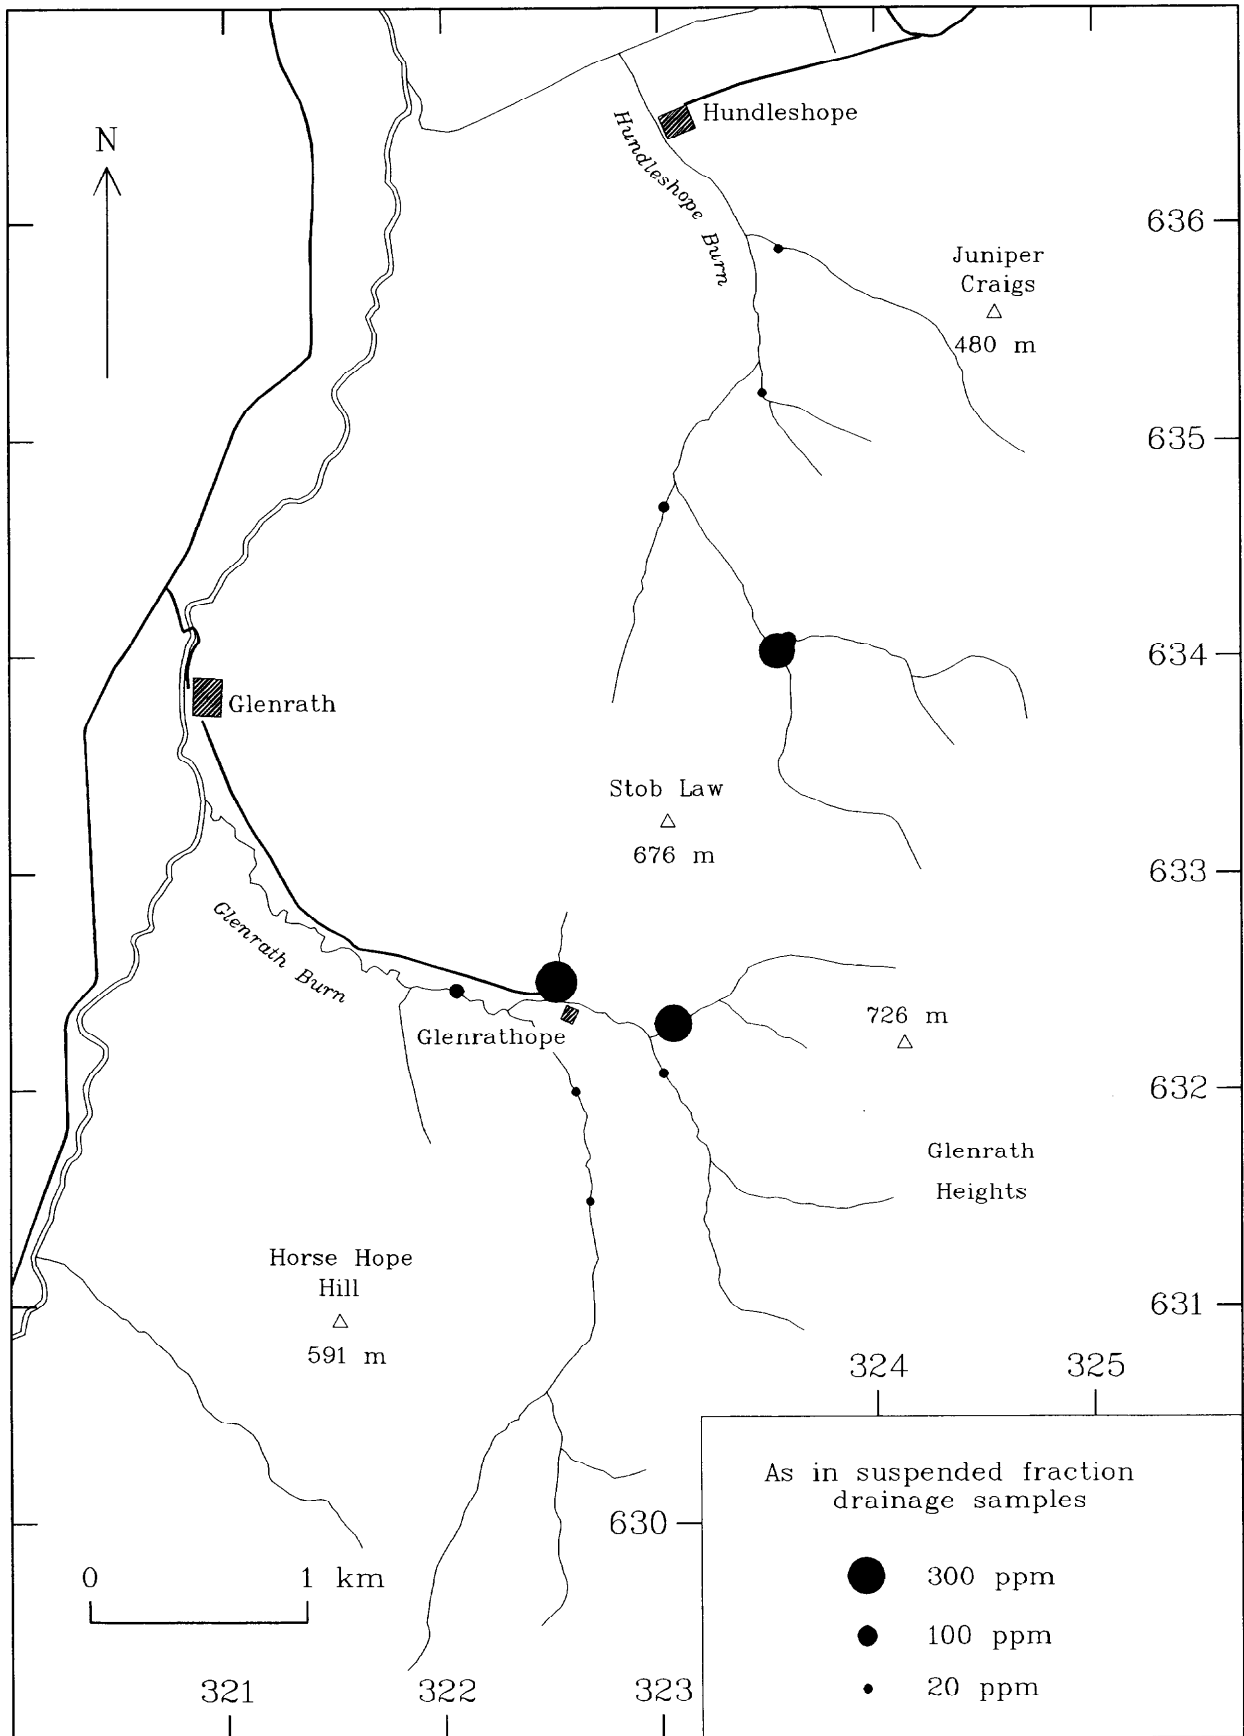 Hundleshope
N
Hundleshope Burn
636
Juniper
Craigs
480 m
635
634
Glenrath
Stob Law
676 m
633
Glenrath Burn
726 m
Glenrathope
632
Glenrath
Heights
Horse Hope
Hill
591 m
631
324 325
As in suspended fraction
drainage samples
630
300 ppm
0 1 km
100 ppm
20 ppm
321 322 323